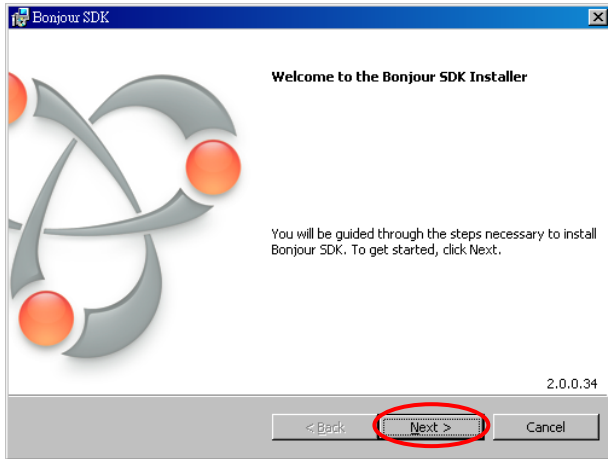 Bonjour SDK
Welcome to the Bonjour SDK Installer
You will be guided through the steps necessary to install
Bonjour SDK. To get started, click Next.
2.0.0.34
< Back
Next >
Cancel